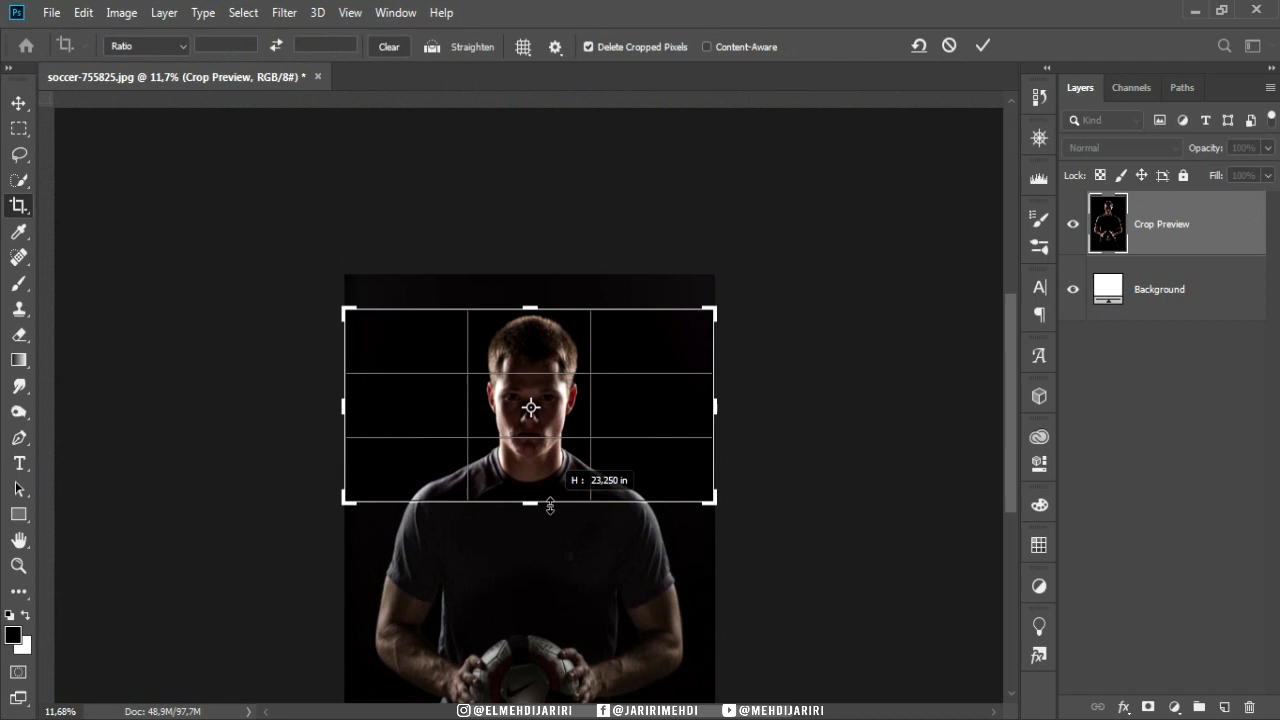 Ps File Edit Image Layer Type Select Filter 3D View Window Help
Ratio Clear Straighten Delete Cropped Pixels Content-Aware
soccer-755825.jpg @ 11,7% (Crop Preview, RGB/8#) *
Layers Channels Paths
Kind
Normal Opacity: 100%
Lock: Fill: 100%
Crop Preview
Background
H : 23,250 in
11,68% Doc: 48,9M/97,7M
@ELMEHDIJARIRI @JARIRIMEHDI @MEHDIJARIRI